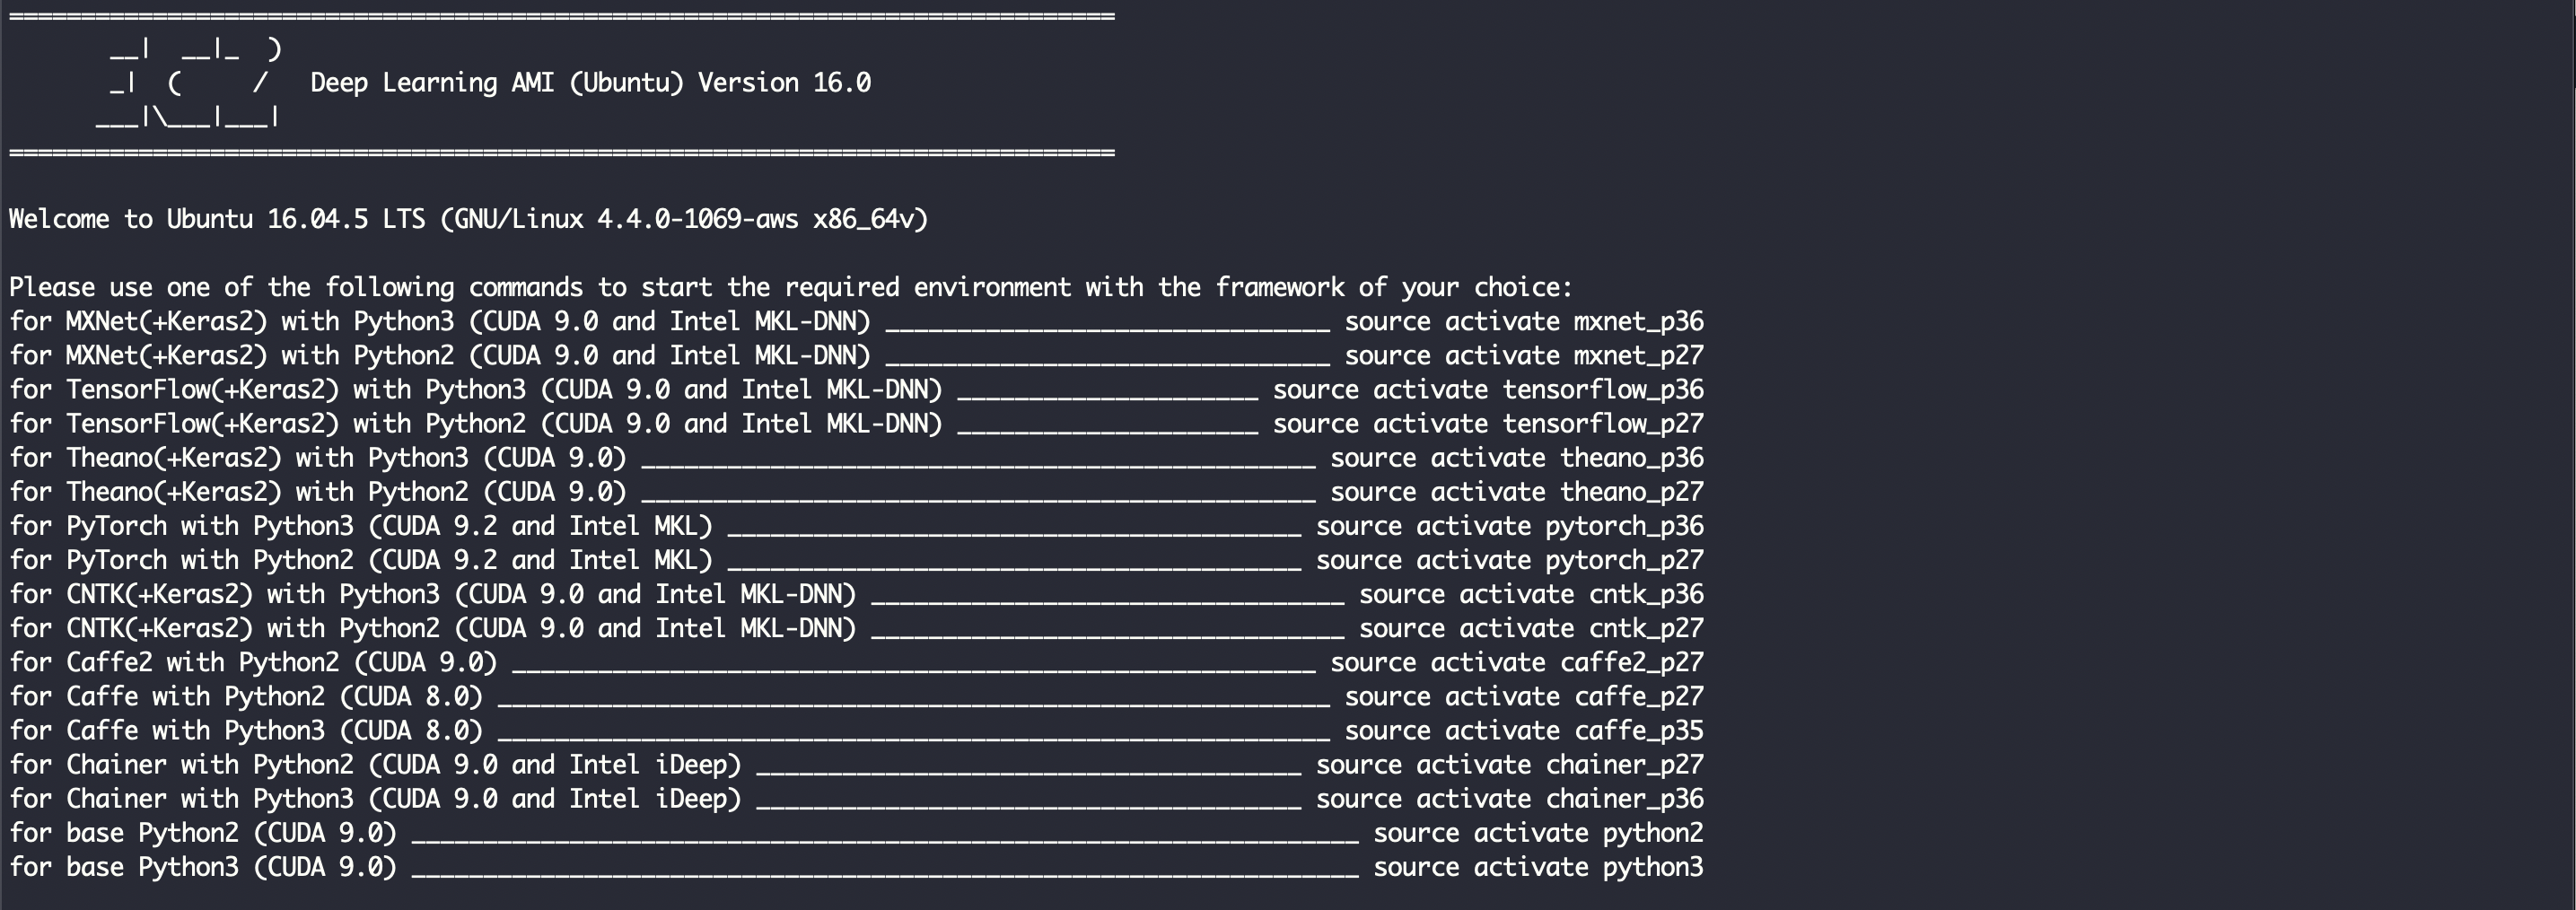 =============================================================================
       __|  __|_  )
       _|  (     /   Deep Learning AMI (Ubuntu) Version 16.0
      ___|\___|___|
=============================================================================
Welcome to Ubuntu 16.04.5 LTS (GNU/Linux 4.4.0-1069-aws x86_64v)
Please use one of the following commands to start the required environment with the framework of your choice:
for MXNet(+Keras2) with Python3 (CUDA 9.0 and Intel MKL-DNN) _______________________________ source activate mxnet_p36
for MXNet(+Keras2) with Python2 (CUDA 9.0 and Intel MKL-DNN) _______________________________ source activate mxnet_p27
for TensorFlow(+Keras2) with Python3 (CUDA 9.0 and Intel MKL-DNN) _____________________ source activate tensorflow_p36
for TensorFlow(+Keras2) with Python2 (CUDA 9.0 and Intel MKL-DNN) _____________________ source activate tensorflow_p27
for Theano(+Keras2) with Python3 (CUDA 9.0) _______________________________________________ source activate theano_p36
for Theano(+Keras2) with Python2 (CUDA 9.0) _______________________________________________ source activate theano_p27
for PyTorch with Python3 (CUDA 9.2 and Intel MKL) ________________________________________ source activate pytorch_p36
for PyTorch with Python2 (CUDA 9.2 and Intel MKL) ________________________________________ source activate pytorch_p27
for CNTK(+Keras2) with Python3 (CUDA 9.0 and Intel MKL-DNN) _________________________________ source activate cntk_p36
for CNTK(+Keras2) with Python2 (CUDA 9.0 and Intel MKL-DNN) _________________________________ source activate cntk_p27
for Caffe2 with Python2 (CUDA 9.0) ________________________________________________________ source activate caffe2_p27
for Caffe with Python2 (CUDA 8.0) __________________________________________________________ source activate caffe_p27
for Caffe with Python3 (CUDA 8.0) __________________________________________________________ source activate caffe_p35
for Chainer with Python2 (CUDA 9.0 and Intel iDeep) ______________________________________ source activate chainer_p27
for Chainer with Python3 (CUDA 9.0 and Intel iDeep) ______________________________________ source activate chainer_p36
for base Python2 (CUDA 9.0) __________________________________________________________________ source activate python2
for base Python3 (CUDA 9.0) __________________________________________________________________ source activate python3